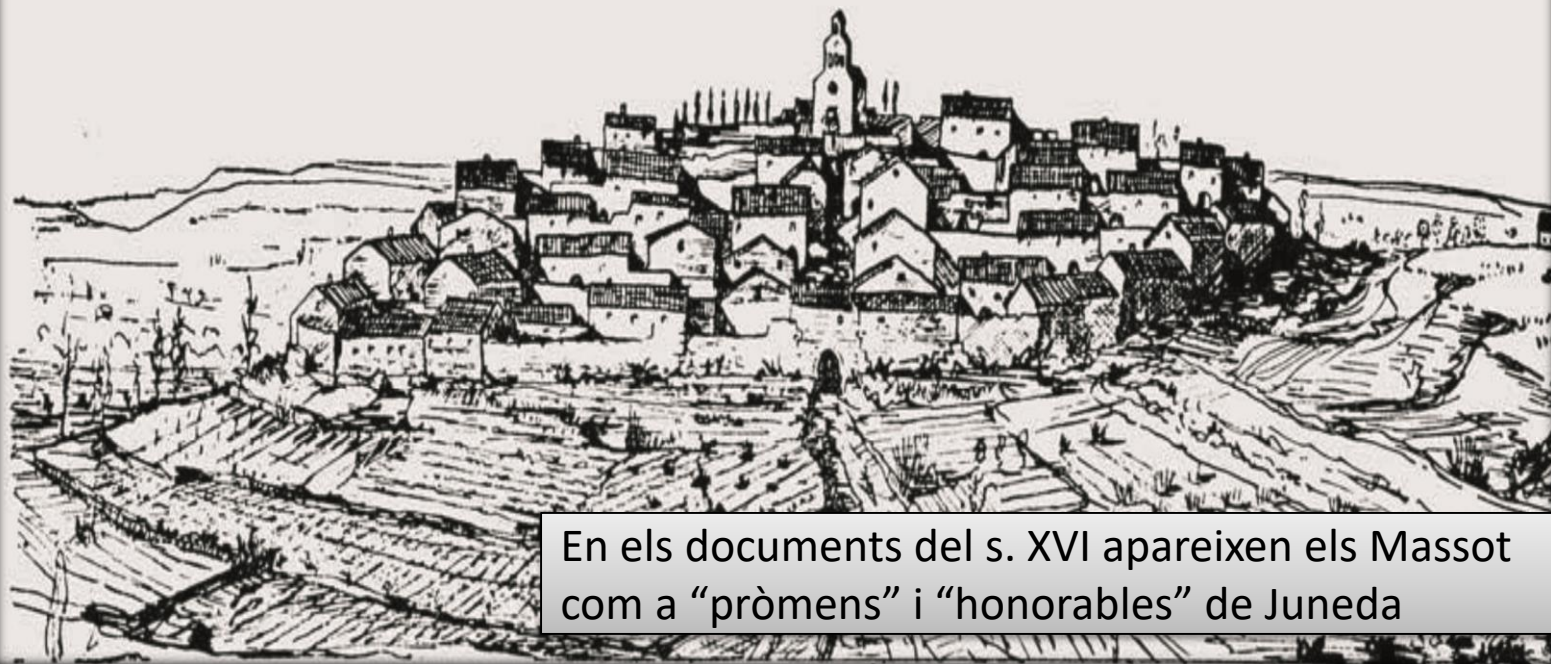 En els documents del s. XVI apareixen els Massot
com a “pròmens” i “honorables” de Juneda